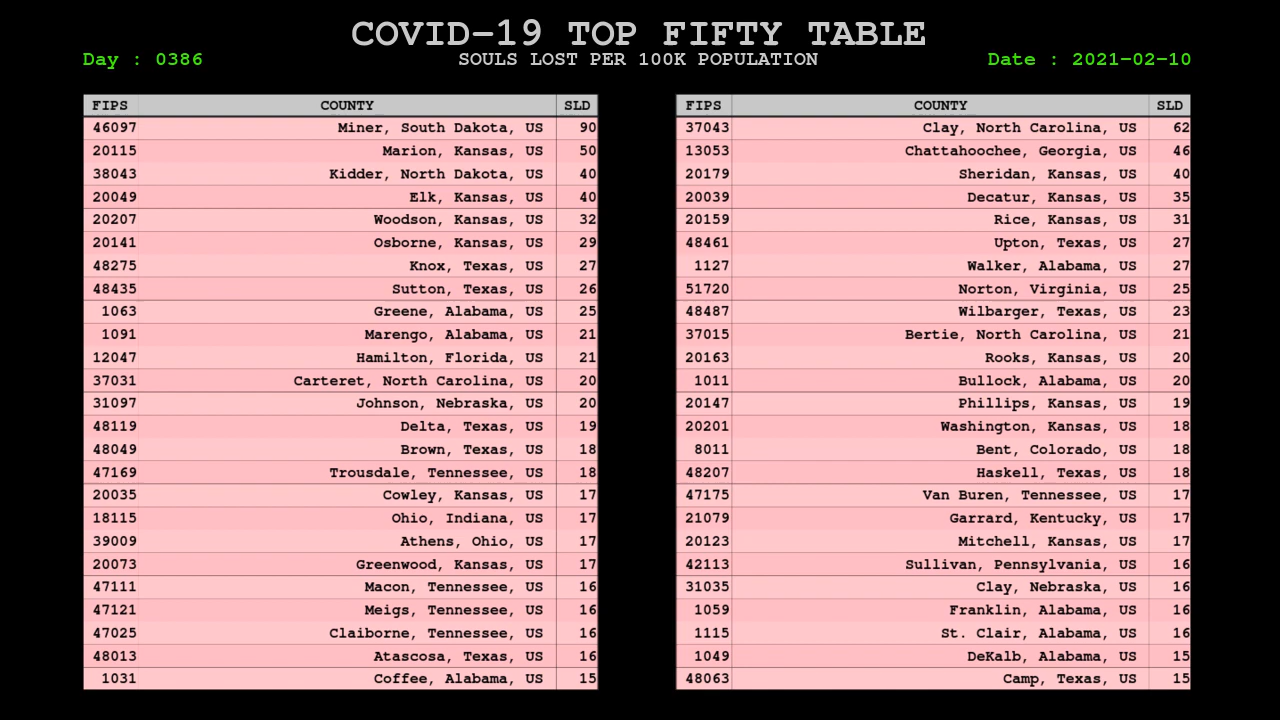 COVID-19 TOP FIFTY TABLE
Day : 0386 SOULS LOST PER 100K POPULATION Date : 2021-02-10
FIPS COUNTY SLD
46097 Miner, South Dakota, US 90
20115 Marion, Kansas, US 50
38043 Kidder, North Dakota, US 40
20049 Elk, Kansas, US 40
20207 Woodson, Kansas, US 32
20141 Osborne, Kansas, US 29
48275 Knox, Texas, US 27
48435 Sutton, Texas, US 26
1063 Greene, Alabama, US 25
1091 Marengo, Alabama, US 21
12047 Hamilton, Florida, US 21
37031 Carteret, North Carolina, US 20
31097 Johnson, Nebraska, US 20
48119 Delta, Texas, US 19
48049 Brown, Texas, US 18
47169 Trousdale, Tennessee, US 18
20035 Cowley, Kansas, US 17
18115 Ohio, Indiana, US 17
39009 Athens, Ohio, US 17
20073 Greenwood, Kansas, US 17
47111 Macon, Tennessee, US 16
47121 Meigs, Tennessee, US 16
47025 Claiborne, Tennessee, US 16
48013 Atascosa, Texas, US 16
1031 Coffee, Alabama, US 15
FIPS COUNTY SLD
37043 Clay, North Carolina, US 62
13053 Chattahoochee, Georgia, US 46
20179 Sheridan, Kansas, US 40
20039 Decatur, Kansas, US 35
20159 Rice, Kansas, US 31
48461 Upton, Texas, US 27
1127 Walker, Alabama, US 27
51720 Norton, Virginia, US 25
48487 Wilbarger, Texas, US 23
37015 Bertie, North Carolina, US 21
20163 Rooks, Kansas, US 20
1011 Bullock, Alabama, US 20
20147 Phillips, Kansas, US 19
20201 Washington, Kansas, US 18
8011 Bent, Colorado, US 18
48207 Haskell, Texas, US 18
47175 Van Buren, Tennessee, US 17
21079 Garrard, Kentucky, US 17
20123 Mitchell, Kansas, US 17
42113 Sullivan, Pennsylvania, US 16
31035 Clay, Nebraska, US 16
1059 Franklin, Alabama, US 16
1115 St. Clair, Alabama, US 16
1049 DeKalb, Alabama, US 15
48063 Camp, Texas, US 15